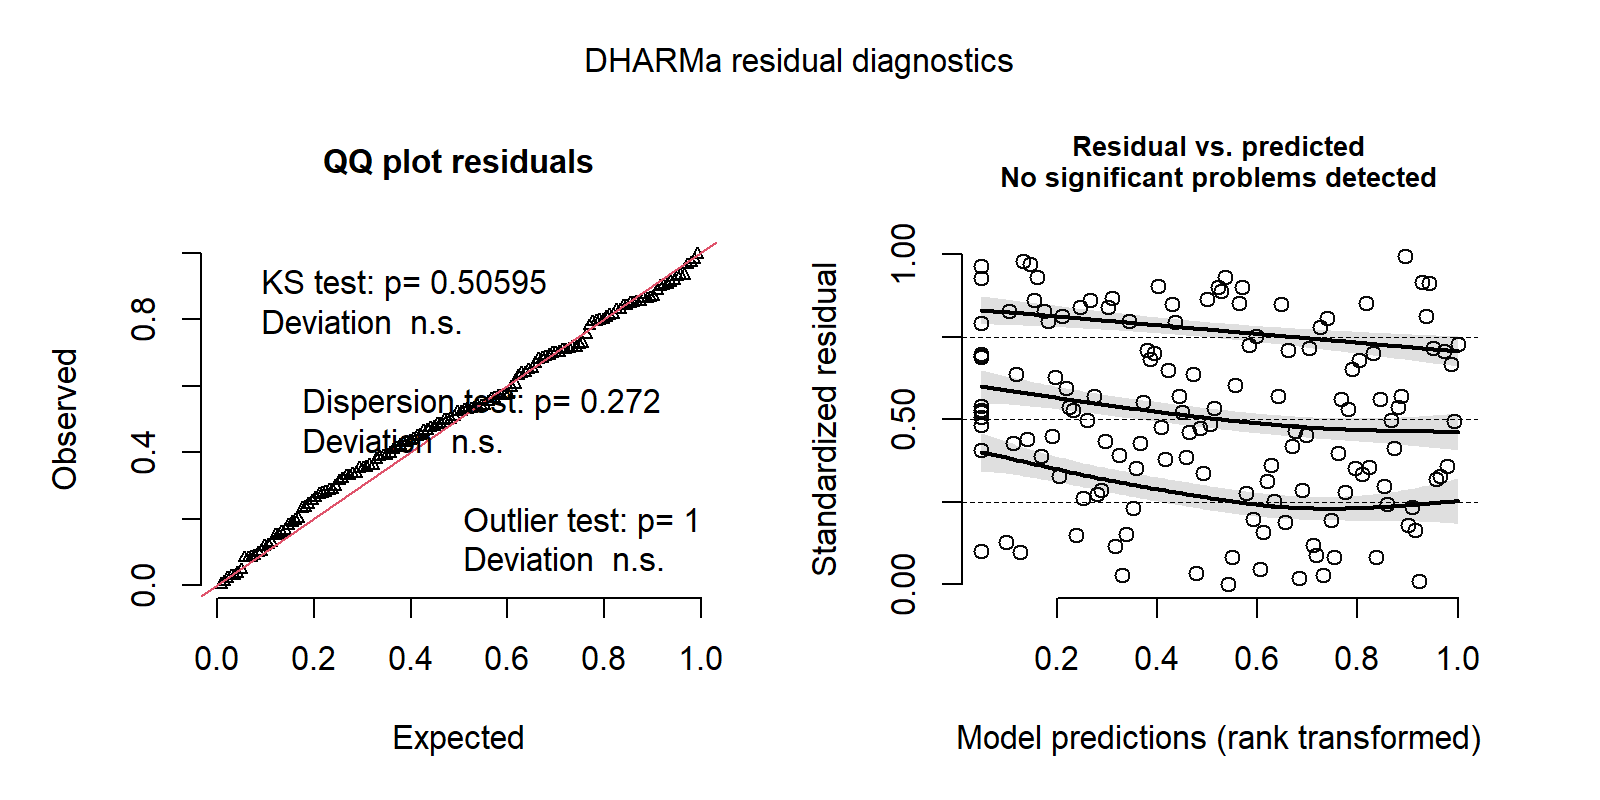 DHARMa residual diagnostics
QQ plot residuals
KS test: p= 0.50595
Deviation  n.s.
Dispersion test: p= 0.272
Deviation  n.s.
Outlier test: p= 1
Deviation  n.s.
Observed
0.0 0.4 0.8
0.0 0.2 0.4 0.6 0.8 1.0
Expected
Residual vs. predicted
No significant problems detected
Standardized residual
0.00 0.50 1.00
0.2 0.4 0.6 0.8 1.0
Model predictions (rank transformed)